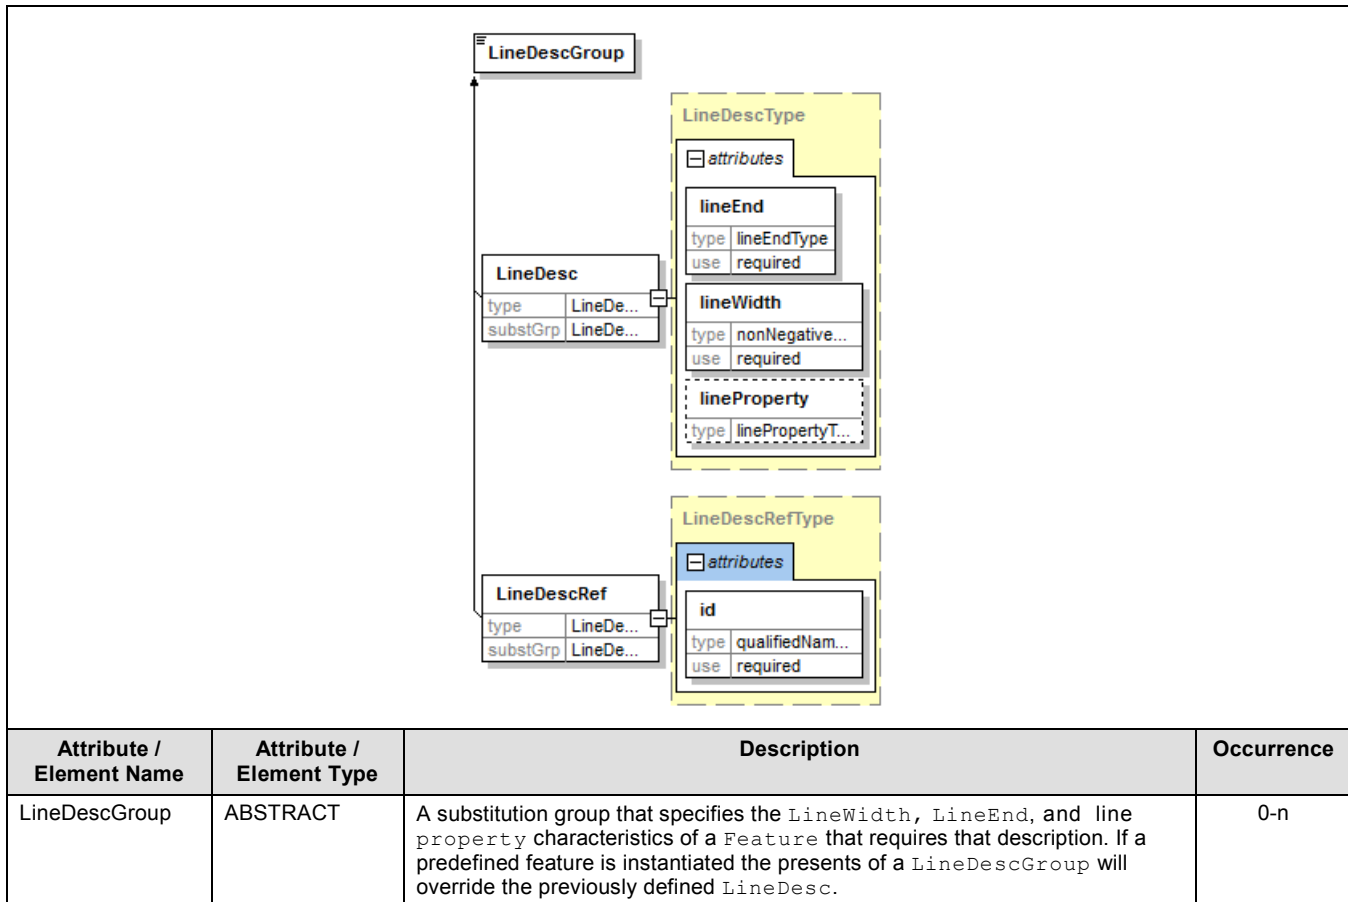 LineDescGroup
LineDescType
attributes
lineEnd
type lineEndType
use required
LineDesc
type LineDe...
substGrp LineDe...
lineWidth
type nonNegative...
use required
lineProperty
type linePropertyT...
LineDescRefType
attributes
LineDescRef
type LineDe...
substGrp LineDe...
id
type qualifiedNam...
use required
Attribute / Element Name
Attribute / Element Type
Description
Occurrence
LineDescGroup
ABSTRACT
A substitution group that specifies the LineWidth, LineEnd, and line
property characteristics of a Feature that requires that description. If a
predefined feature is instantiated the presents of a LineDescGroup will
override the previously defined LineDesc.
0-n